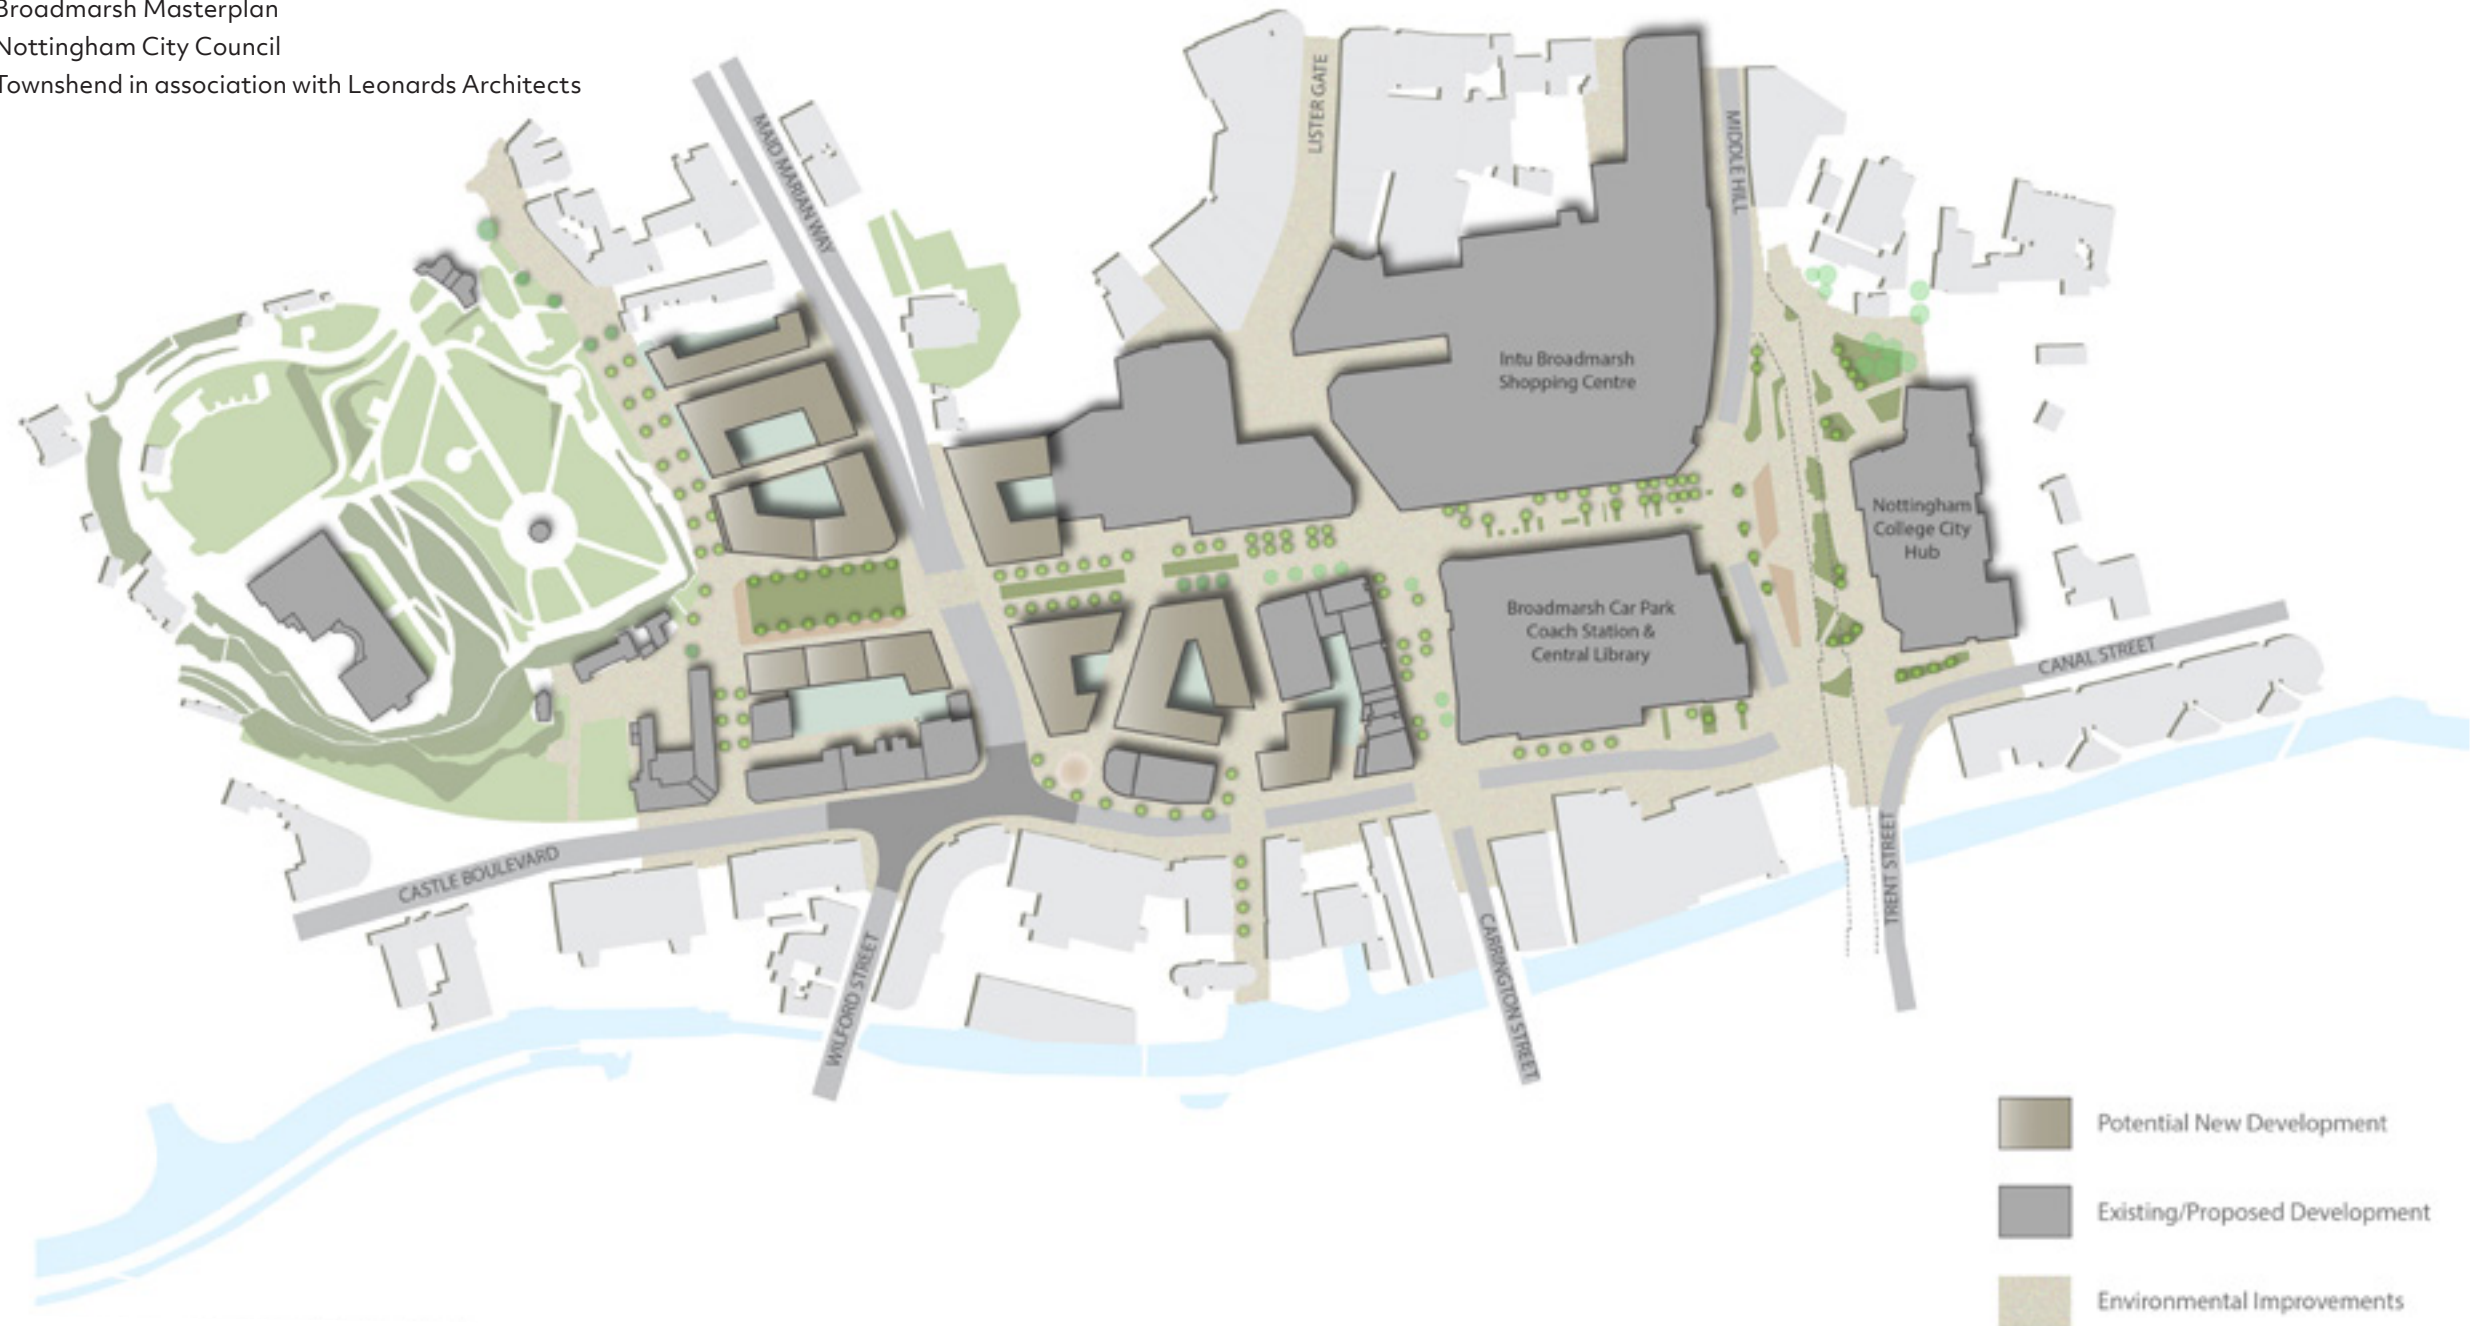 Broadmarsh Masterplan
Nottingham City Council
Townshend in association with Leonards Architects
MAID MARIAN WAY
LISTER GATE
MIDDLE HILL
Intu Broadmarsh
Shopping Centre
Nottingham
College City
Hub
Broadmarsh Car Park
Coach Station &
Central Library
CANAL STREET
CASTLE BOULEVARD
WILFORD STREET
CARRINGTON STREET
TRENT STREET
Potential New Development
Existing/Proposed Development
Environmental Improvements